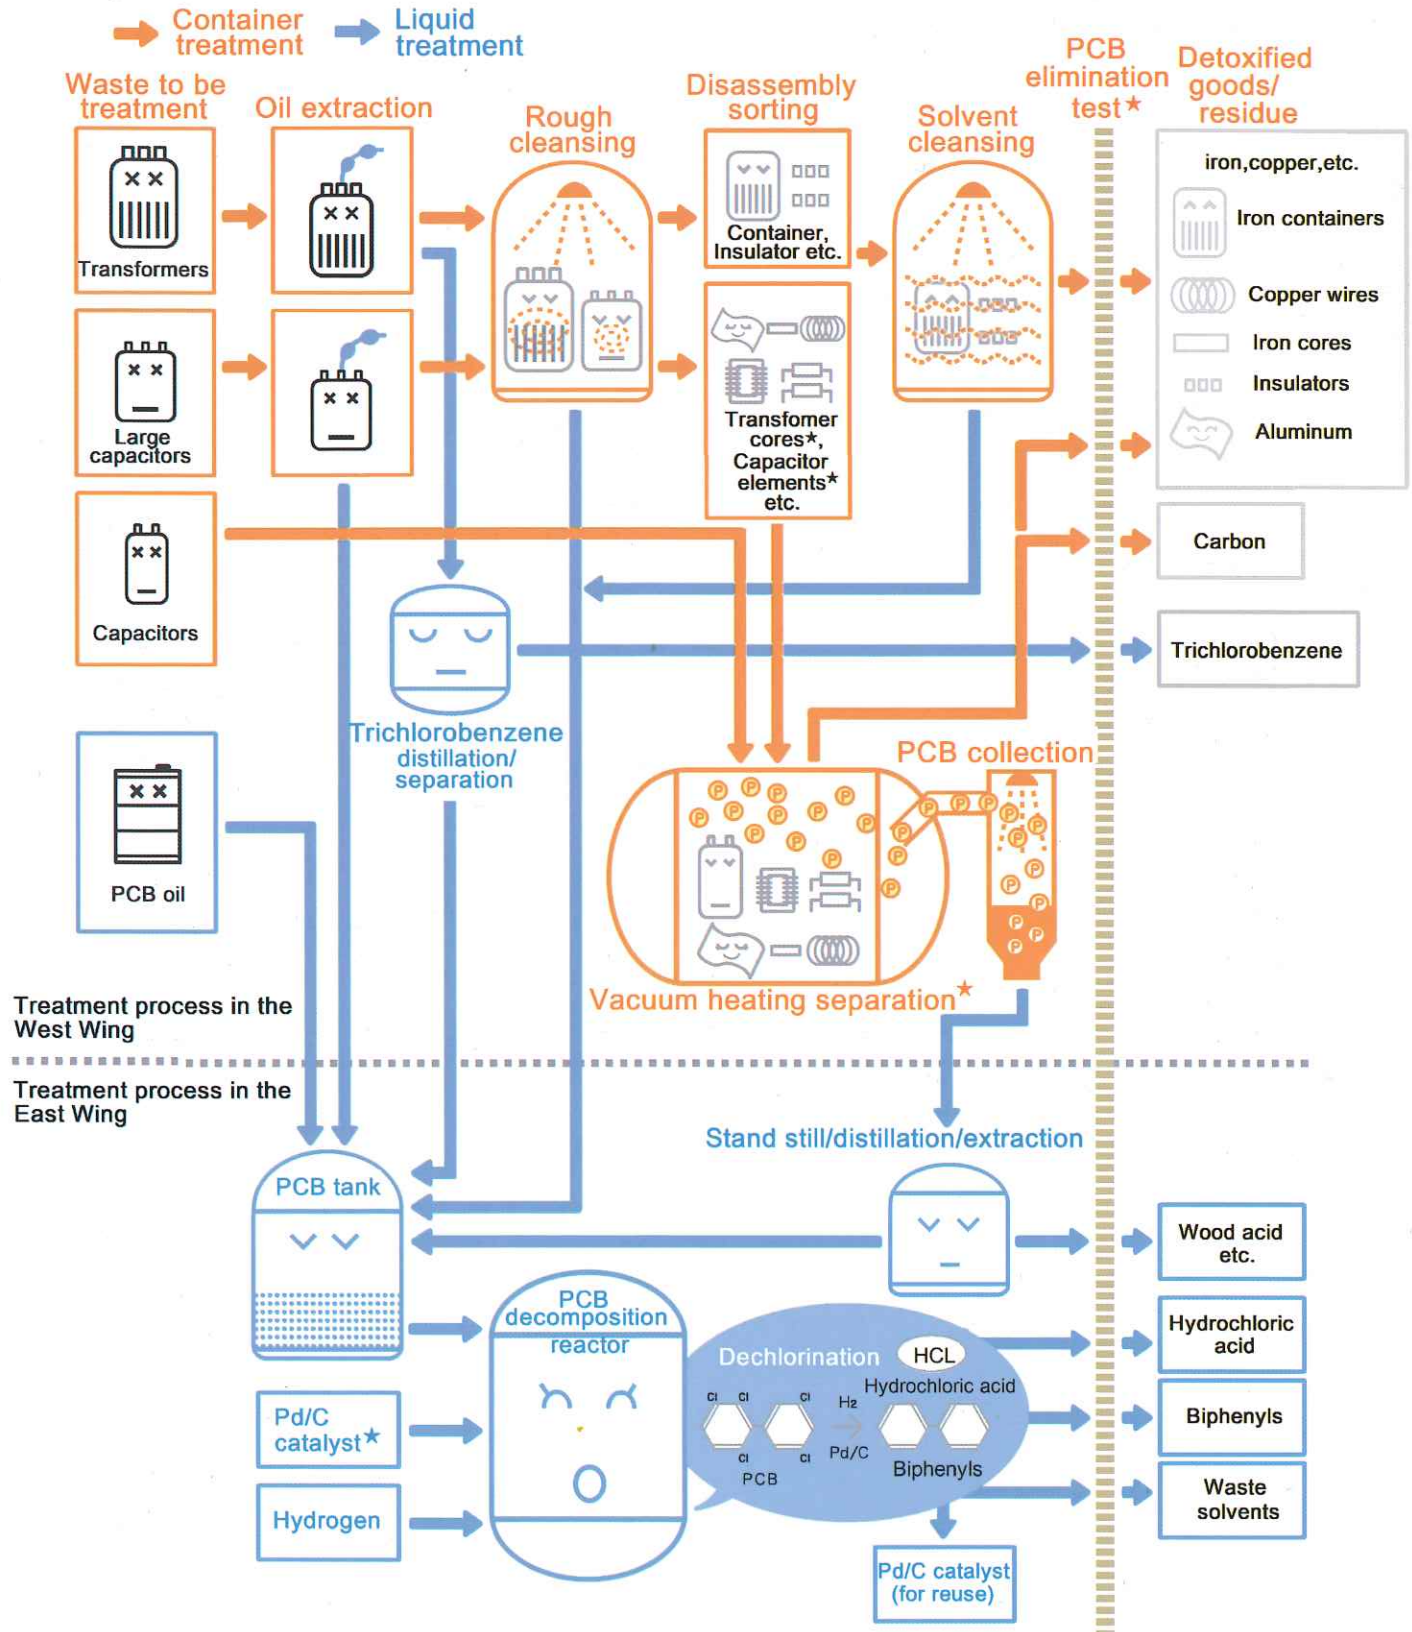 Container
treatment
Liquid
treatment
Waste to be
treatment
Oil extraction
Rough
cleansing
Disassembly
sorting
Solvent
cleansing
PCB
elimination
test★
Detoxified
goods/
residue
Transformers
Container,
Insulator etc.
iron,copper,etc.
Iron containers
Copper wires
Iron cores
Insulators
Aluminum
Large
capacitors
Transfomer
cores★,
Capacitor
elements★
etc.
Capacitors
Carbon
Trichlorobenzene
Trichlorobenzene
distillation/
separation
PCB oil
PCB collection
P P P P P P P P P P P P P P P P P P P P P P P P P P
Vacuum heating separation★
Treatment process in the
West Wing
Treatment process in the
East Wing
Stand still/distillation/extraction
PCB tank
Wood acid
etc.
PCB
decomposition
reactor
Dechlorination
HCL
Hydrochloric acid
Cl Cl Cl
H2
Pd/C
Cl Cl
PCB
Biphenyls
Hydrochloric
acid
Biphenyls
Waste
solvents
Pd/C
catalyst★
Hydrogen
Pd/C catalyst
(for reuse)